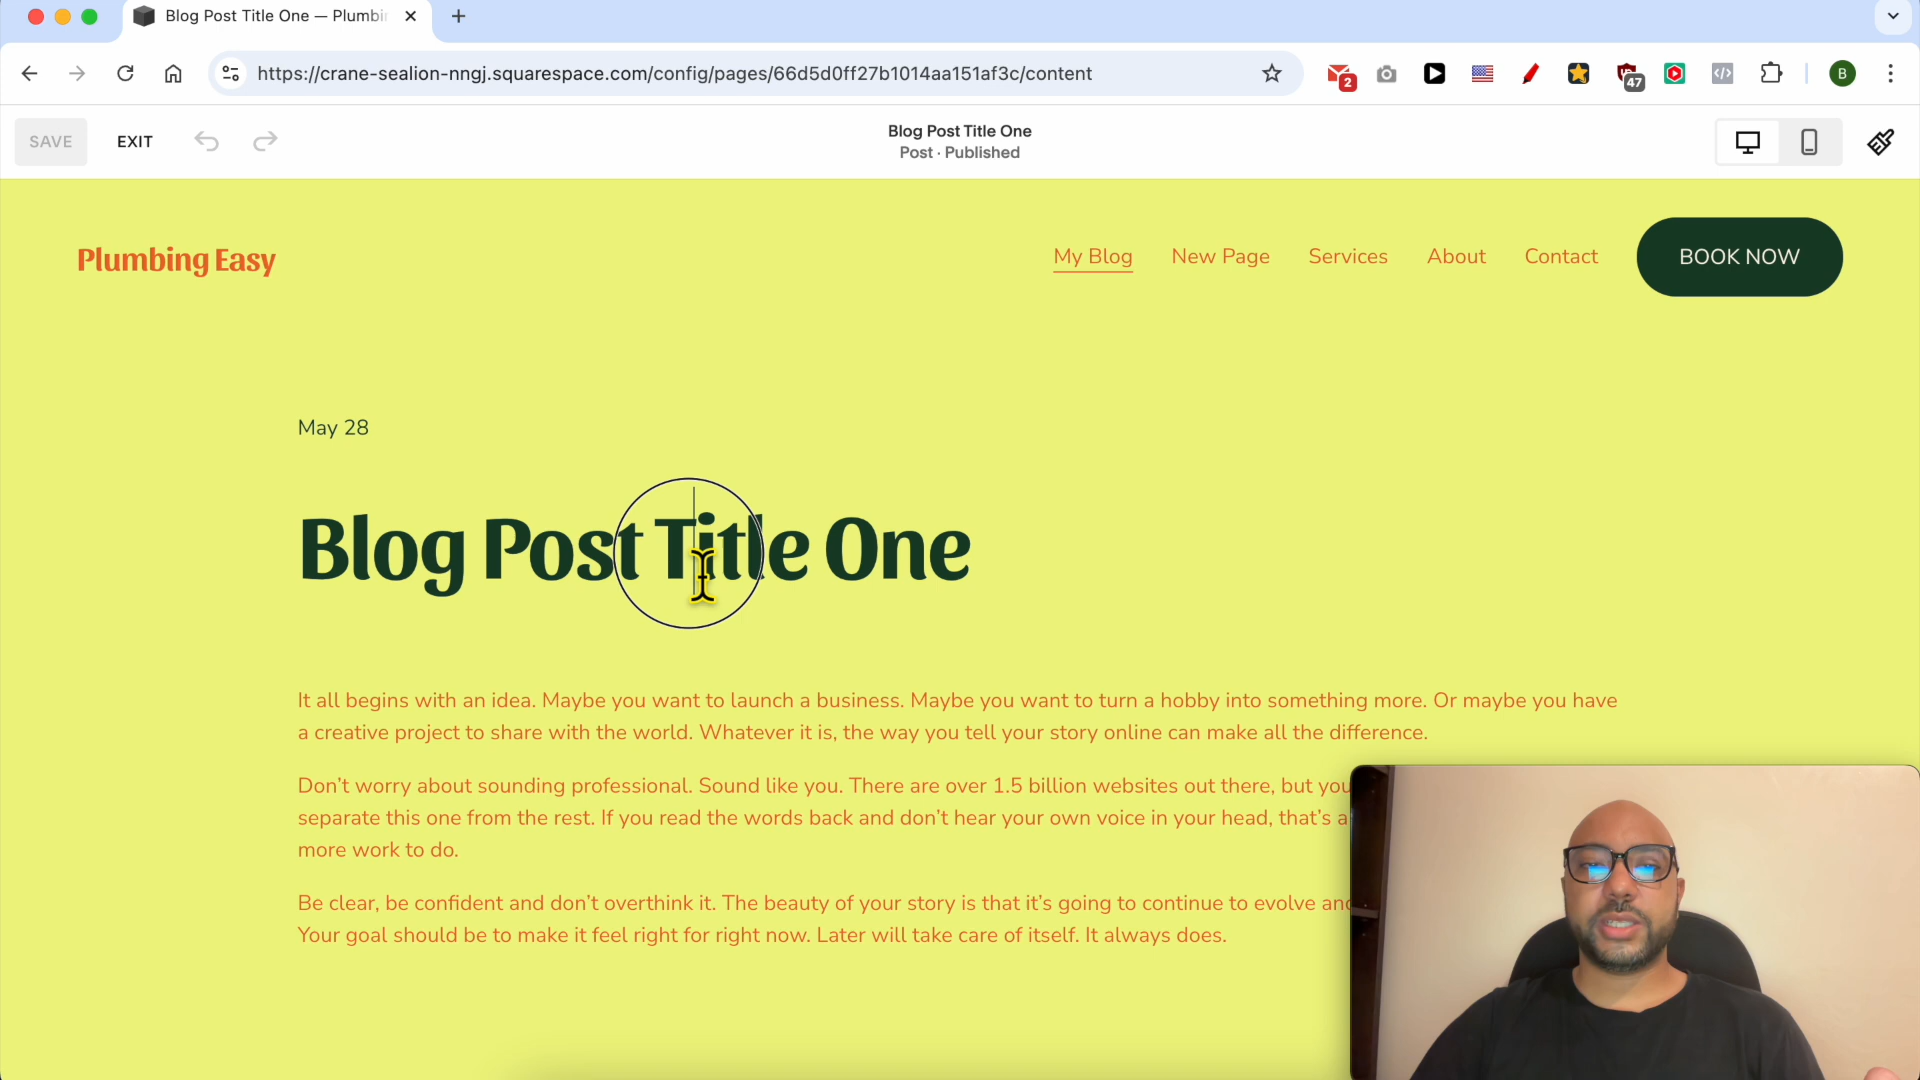 Blog Post Title One — Plumbi
https://crane-sealion-nngj.squarespace.com/config/pages/66d5d0ff27b1014aa151af3c/content
2
47
B
SAVE
EXIT
Blog Post Title One
Post · Published
Plumbing Easy
My Blog
New Page
Services
About
Contact
BOOK NOW
May 28
Blog Post Title One
It all begins with an idea. Maybe you want to launch a business. Maybe you want to turn a hobby into something more. Or maybe you have
a creative project to share with the world. Whatever it is, the way you tell your story online can make all the difference.
Don’t worry about sounding professional. Sound like you. There are over 1.5 billion websites out there, but you
separate this one from the rest. If you read the words back and don’t hear your own voice in your head, that’s a
more work to do.
Be clear, be confident and don’t overthink it. The beauty of your story is that it’s going to continue to evolve and
Your goal should be to make it feel right for right now. Later will take care of itself. It always does.